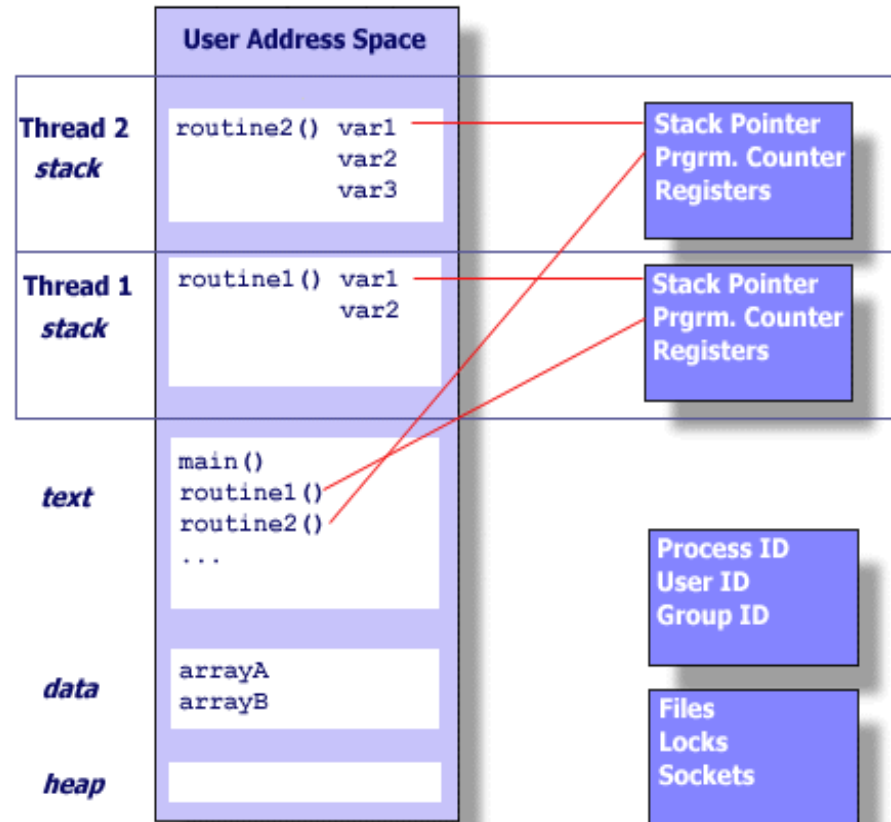 User Address Space
Thread 2
stack
routine2() var1
var2
var3
Stack Pointer
Prgrm. Counter
Registers
Thread 1
stack
routine1() var1
var2
Stack Pointer
Prgrm. Counter
Registers
text
main()
routine1()
routine2()
...
Process ID
User ID
Group ID
data
arrayA
arrayB
Files
Locks
Sockets
heap